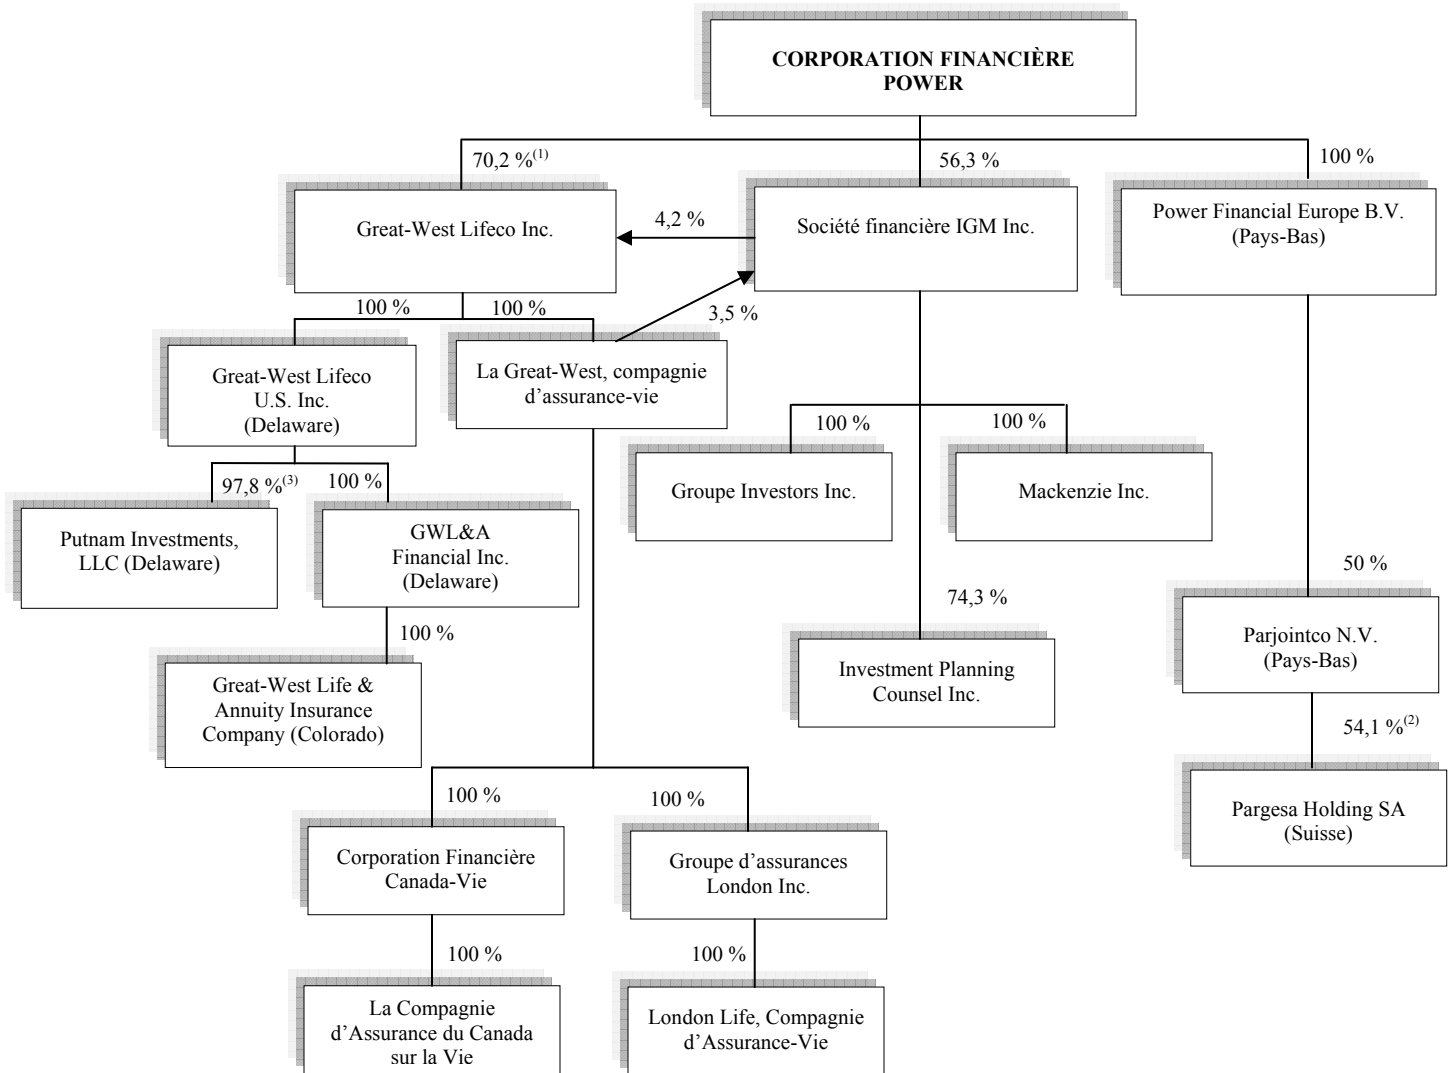 CORPORATION FINANCIÈRE
POWER
70,2 %(1)
56,3 %
100 %
Great-West Lifeco Inc.
4,2 %
Société financière IGM Inc.
Power Financial Europe B.V.
(Pays-Bas)
100 %
100 %
3,5 %
Great-West Lifeco
U.S. Inc.
(Delaware)
La Great-West, compagnie
d’assurance-vie
100 %
100 %
97,8 %(3)
100 %
Groupe Investors Inc.
Mackenzie Inc.
Putnam Investments,
LLC (Delaware)
GWL&A
Financial Inc.
(Delaware)
74,3 %
50 %
100 %
Great-West Life &
Annuity Insurance
Company (Colorado)
Investment Planning
Counsel Inc.
Parjointco N.V.
(Pays-Bas)
54,1 %(2)
100 %
100 %
Pargesa Holding SA
(Suisse)
Corporation Financière
Canada-Vie
Groupe d’assurances
London Inc.
100 %
100 %
La Compagnie
d’Assurance du Canada
sur la Vie
London Life, Compagnie
d’Assurance-Vie